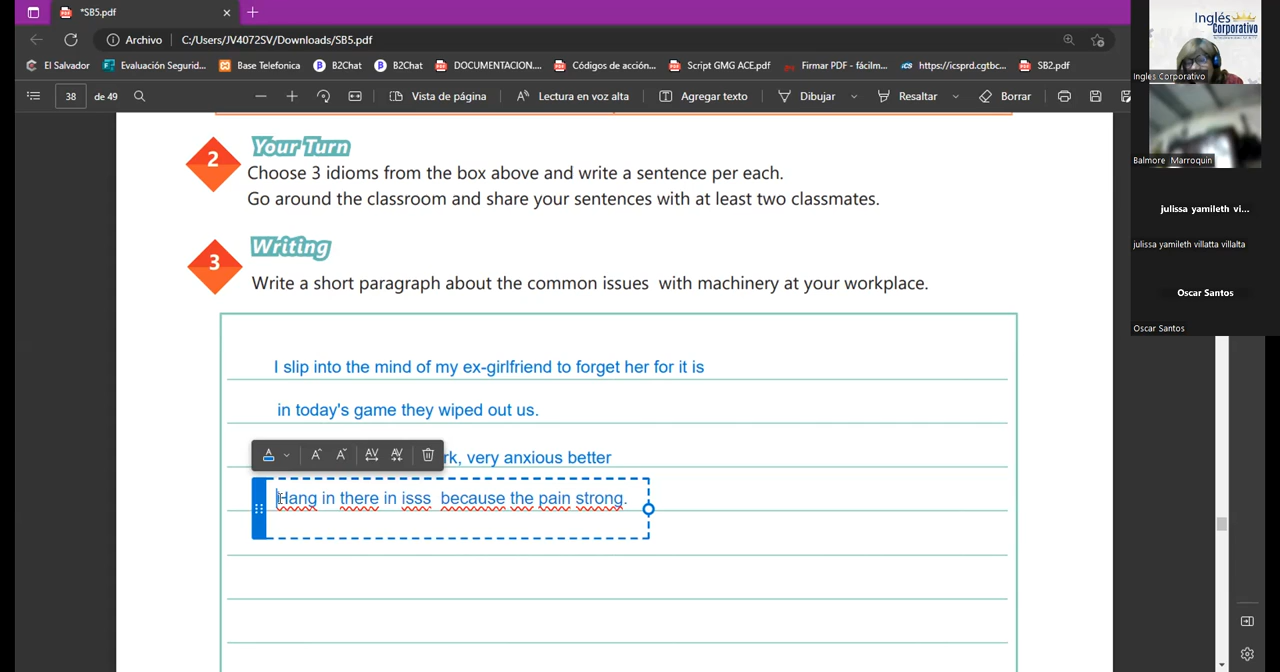 *SB5.pdf
Archivo C:/Users/JV4072SV/Downloads/SB5.pdf
El Salvador Evaluación Segurid... Base Telefonica B2Chat B2Chat DOCUMENTACION.... Códigos de acción... Script GMG ACE.pdf Firmar PDF - fácilm... https://icsprd.cgtbc... SB2.pdf
38 de 49 Vista de página Lectura en voz alta Agregar texto Dibujar Resaltar Borrar
2 Your Turn
Choose 3 idioms from the box above and write a sentence per each.
Go around the classroom and share your sentences with at least two classmates.
3 Writing
Write a short paragraph about the common issues with machinery at your workplace.
I slip into the mind of my ex-girlfriend to forget her for it is
in today's game they wiped out us.
rk, very anxious better
Hang in there in isss because the pain strong.
Inglés Corporativo
Ingles Corporativo
Balmore Marroquin
julissa yamileth vi...
julissa yamileth villatta villalta
Oscar Santos
Oscar Santos